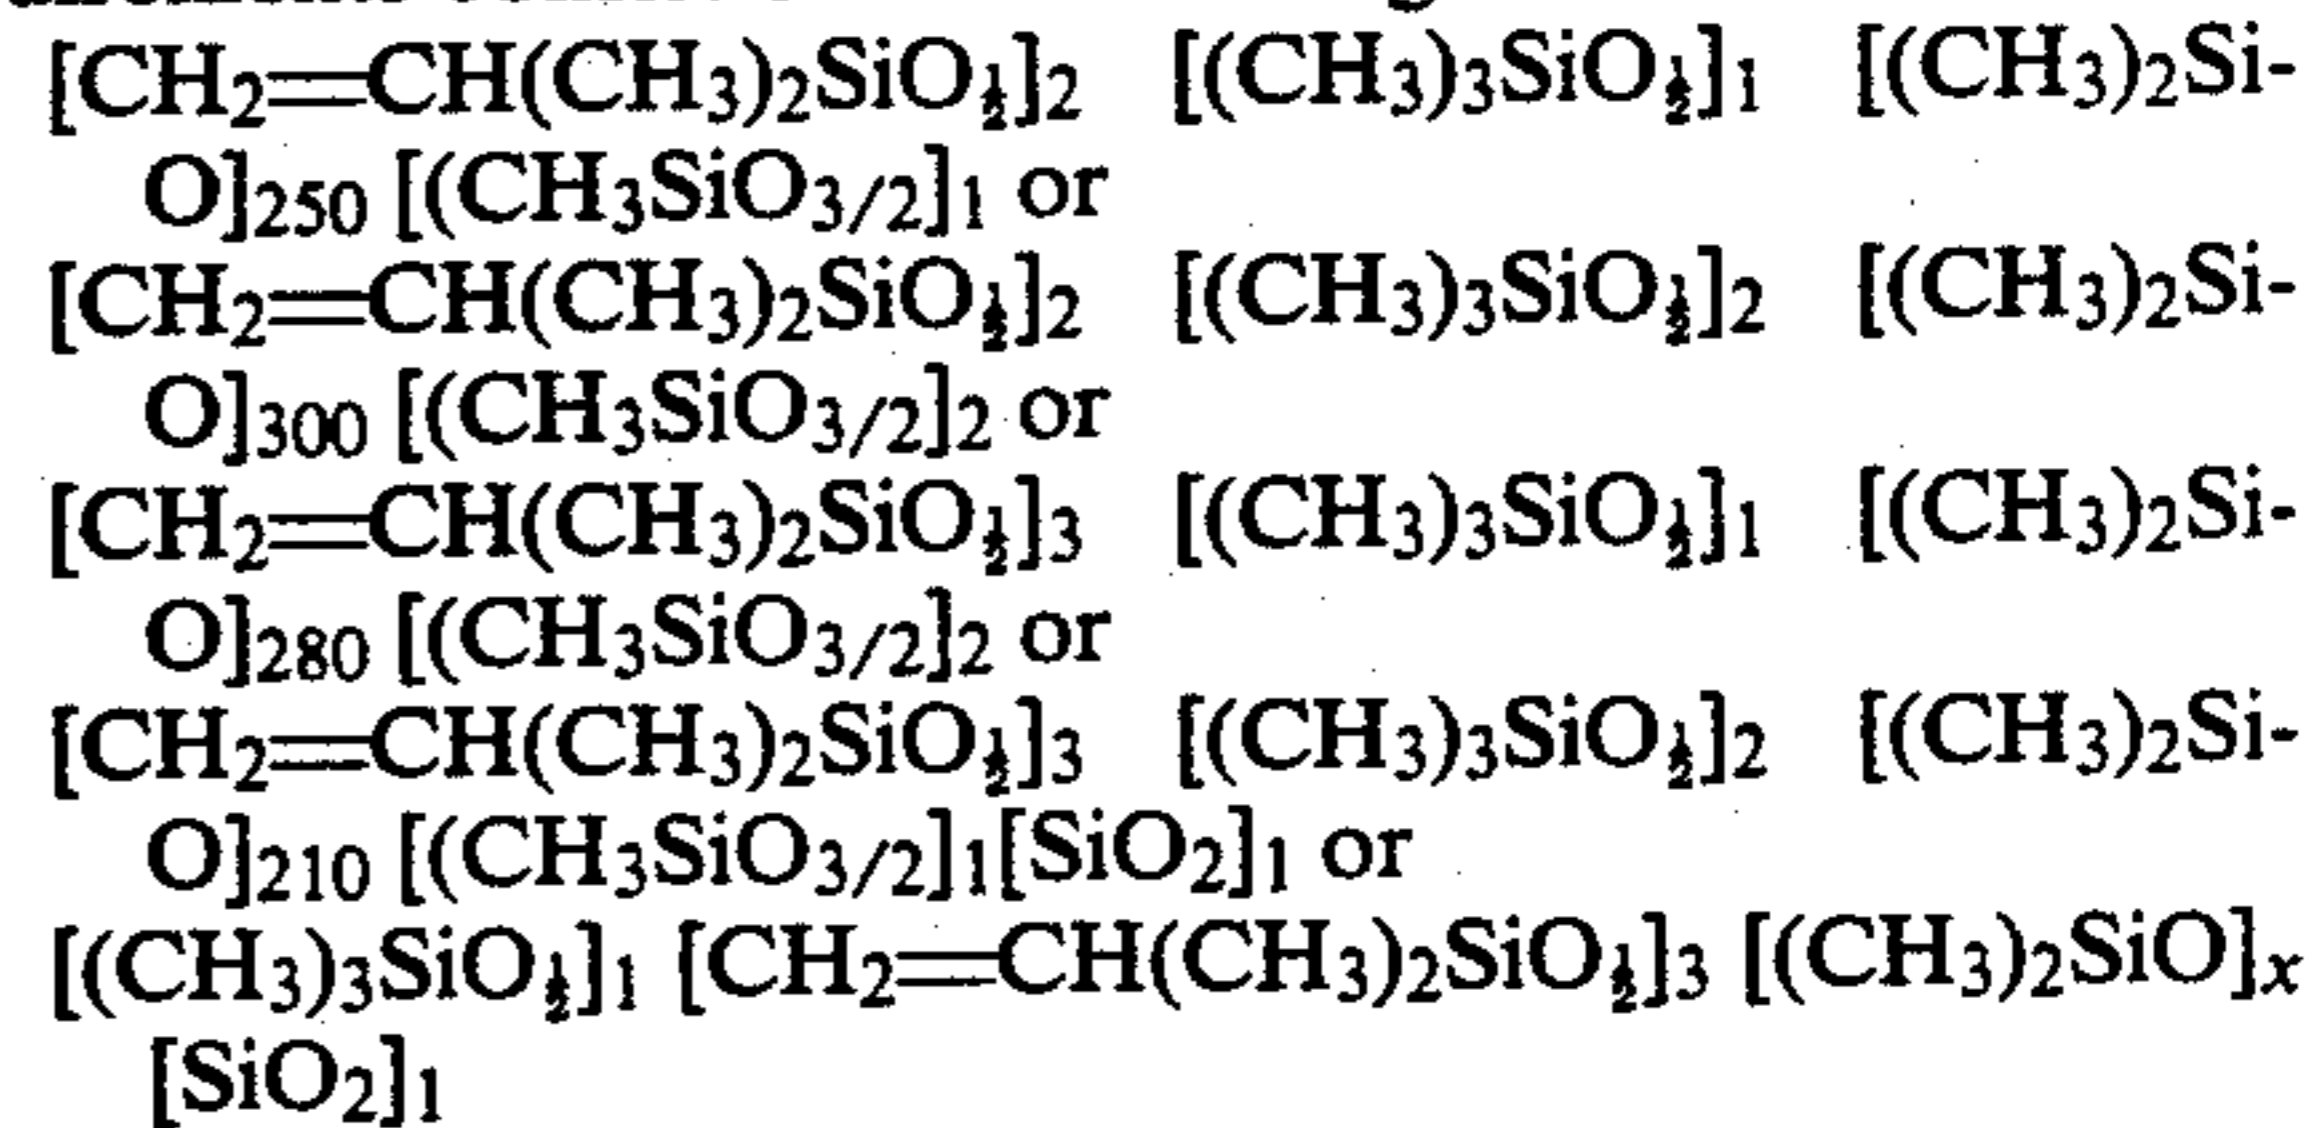 [CH₂=CH(CH₃)₂SiO½]₂ [(CH₃)₃SiO½]₁ [(CH₃)₂Si-
O]₂₅₀ [(CH₃SiO₃/₂]₁ or
[CH₂=CH(CH₃)₂SiO½]₂ [(CH₃)₃SiO½]₂ [(CH₃)₂Si-
O]₃₀₀ [(CH₃SiO₃/₂]₂ or
[CH₂=CH(CH₃)₂SiO½]₃ [(CH₃)₃SiO½]₁ [(CH₃)₂Si-
O]₂₈₀ [(CH₃SiO₃/₂]₂ or
[CH₂=CH(CH₃)₂SiO½]₃ [(CH₃)₃SiO½]₂ [(CH₃)₂Si-
O]₂₁₀ [(CH₃SiO₃/₂]₁[SiO₂]₁ or
[(CH₃)₃SiO½]₁ [CH₂=CH(CH₃)₂SiO½]₃ [(CH₃)₂SiO]ₓ
[SiO₂]₁